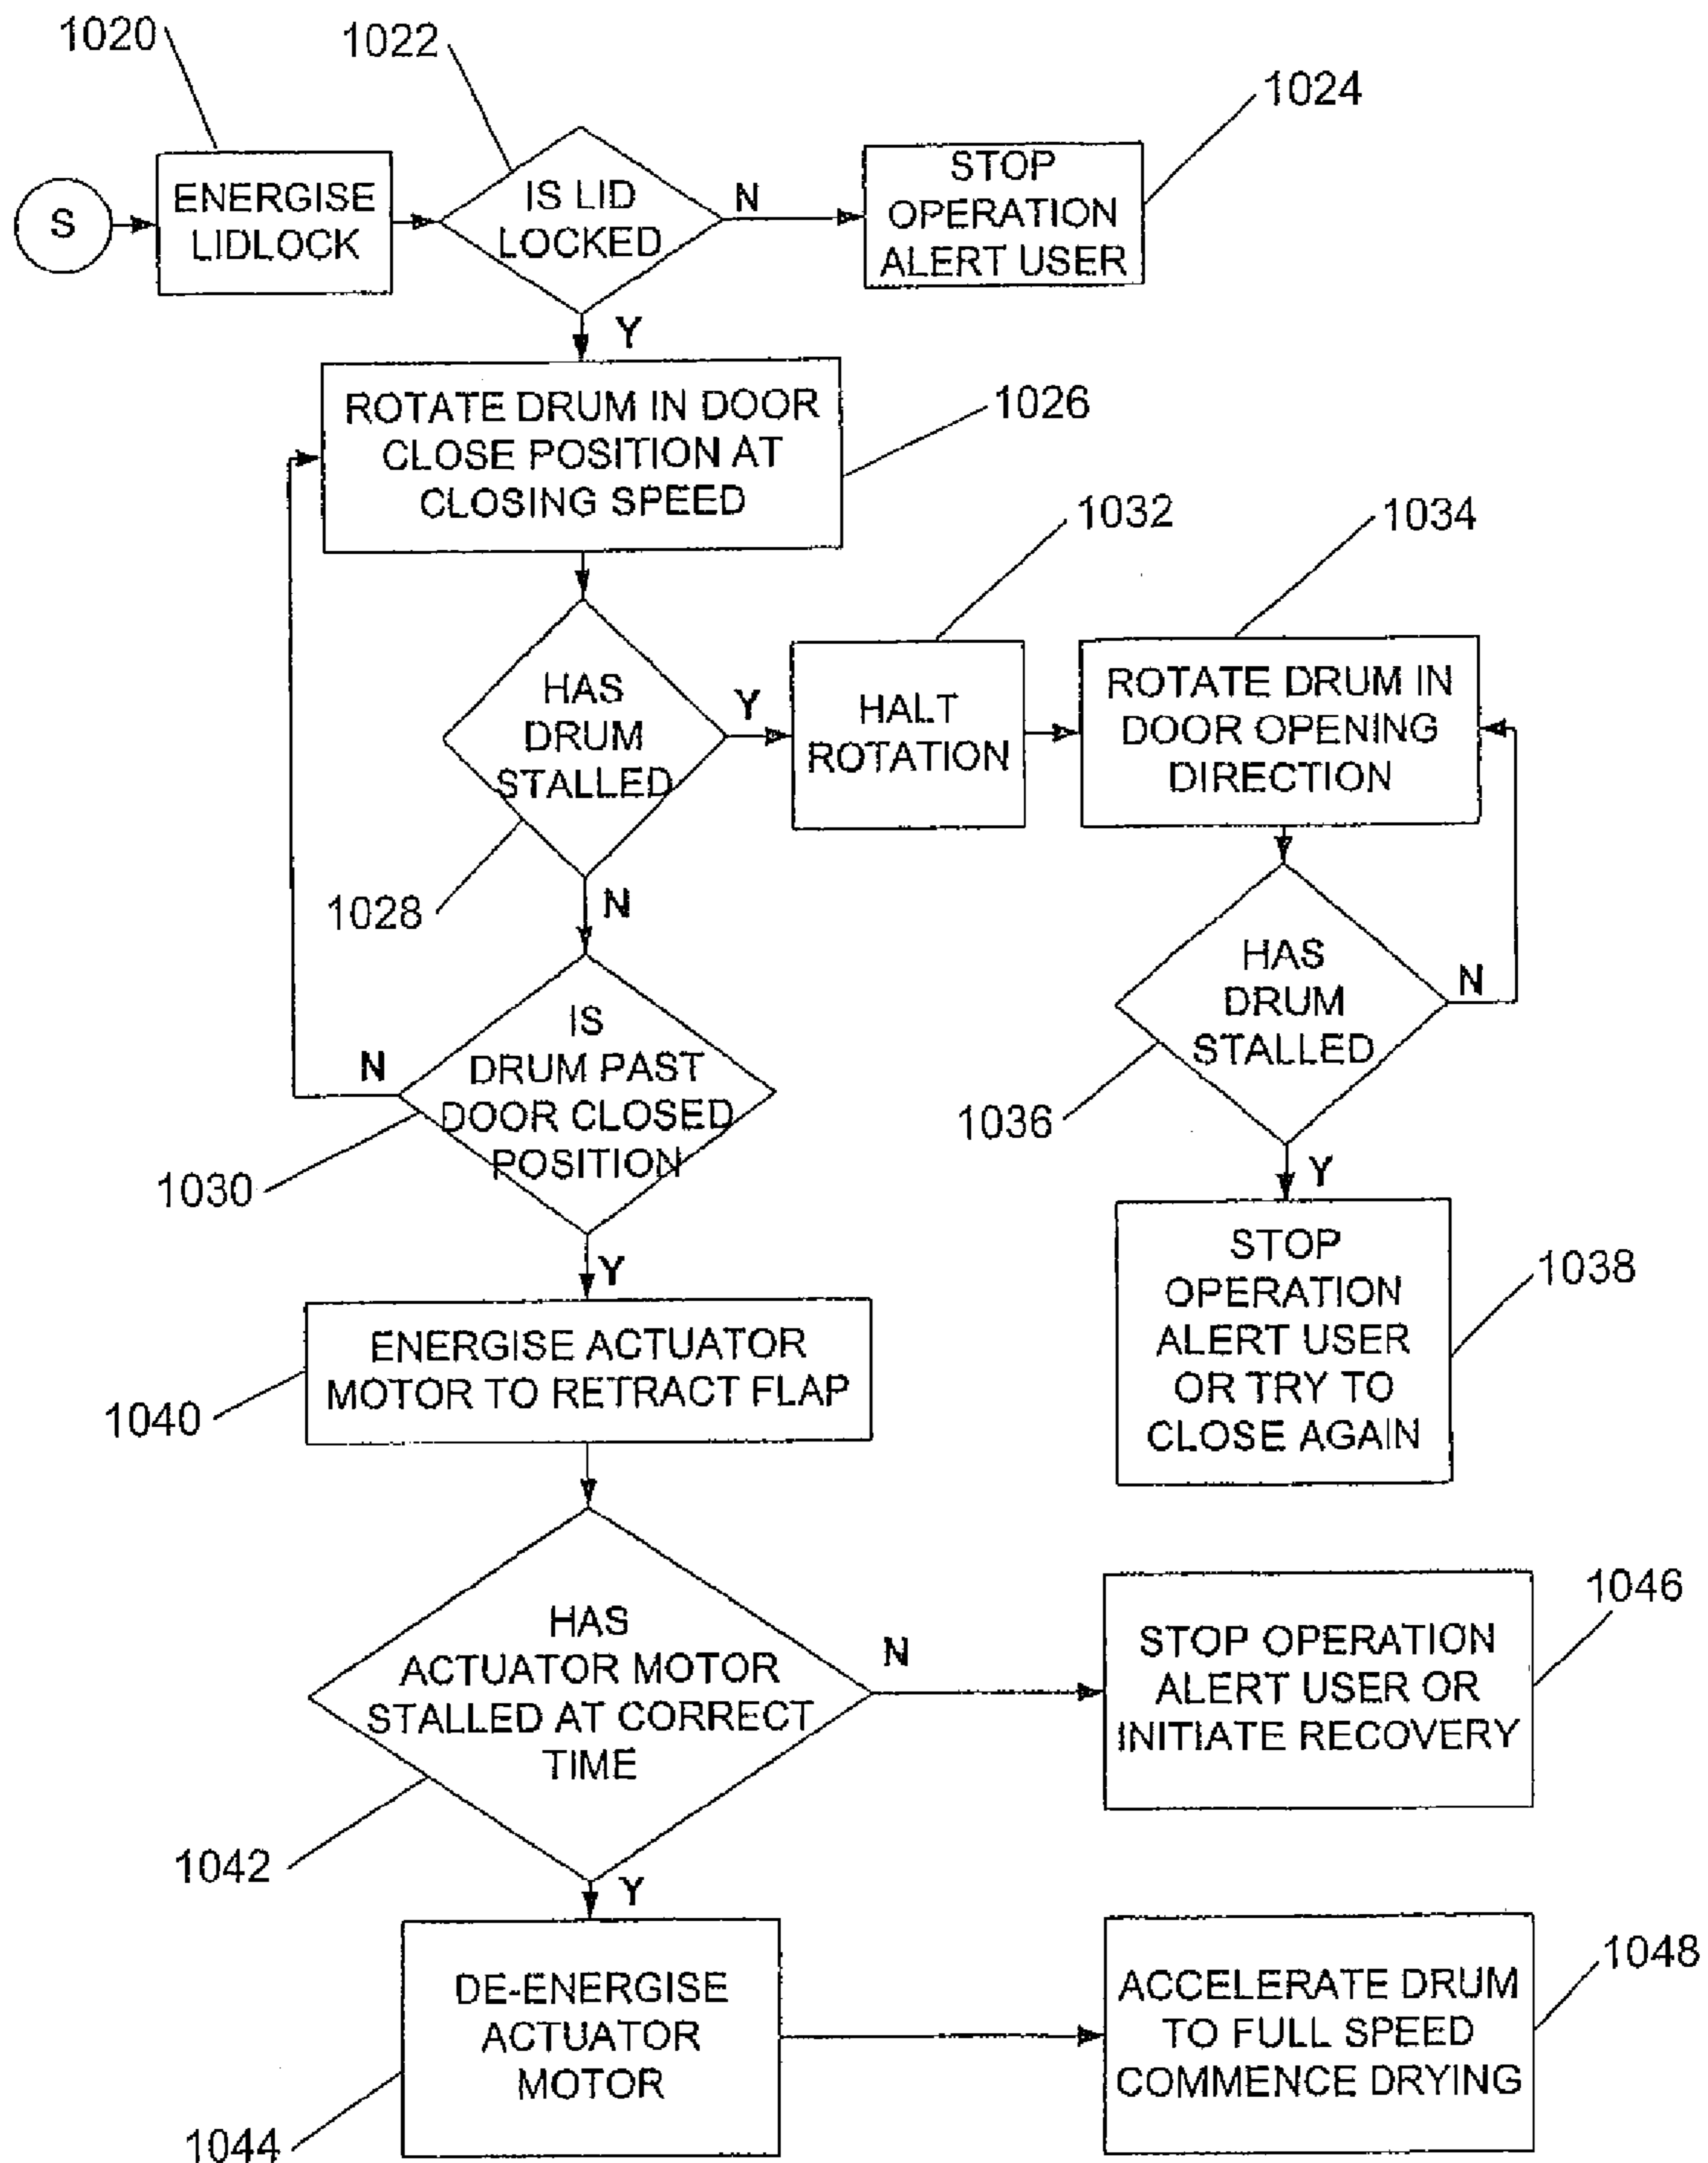 1020
1022
1024
S
ENERGISE
LIDLOCK
IS LID
LOCKED
N
STOP
OPERATION
ALERT USER
Y
ROTATE DRUM IN DOOR
CLOSE POSITION AT
CLOSING SPEED
1026
1032
1034
HAS
DRUM
STALLED
Y
HALT
ROTATION
ROTATE DRUM IN
DOOR OPENING
DIRECTION
1028
N
HAS
DRUM
STALLED
N
1036
IS
DRUM PAST
DOOR CLOSED
POSITION
N
1030
Y
Y
STOP
OPERATION
ALERT USER
OR TRY TO
CLOSE AGAIN
1038
ENERGISE ACTUATOR
MOTOR TO RETRACT FLAP
1040
HAS
ACTUATOR MOTOR
STALLED AT CORRECT
TIME
N
STOP OPERATION
ALERT USER OR
INITIATE RECOVERY
1046
1042
Y
DE-ENERGISE
ACTUATOR
MOTOR
1044
ACCELERATE DRUM
TO FULL SPEED
COMMENCE DRYING
1048